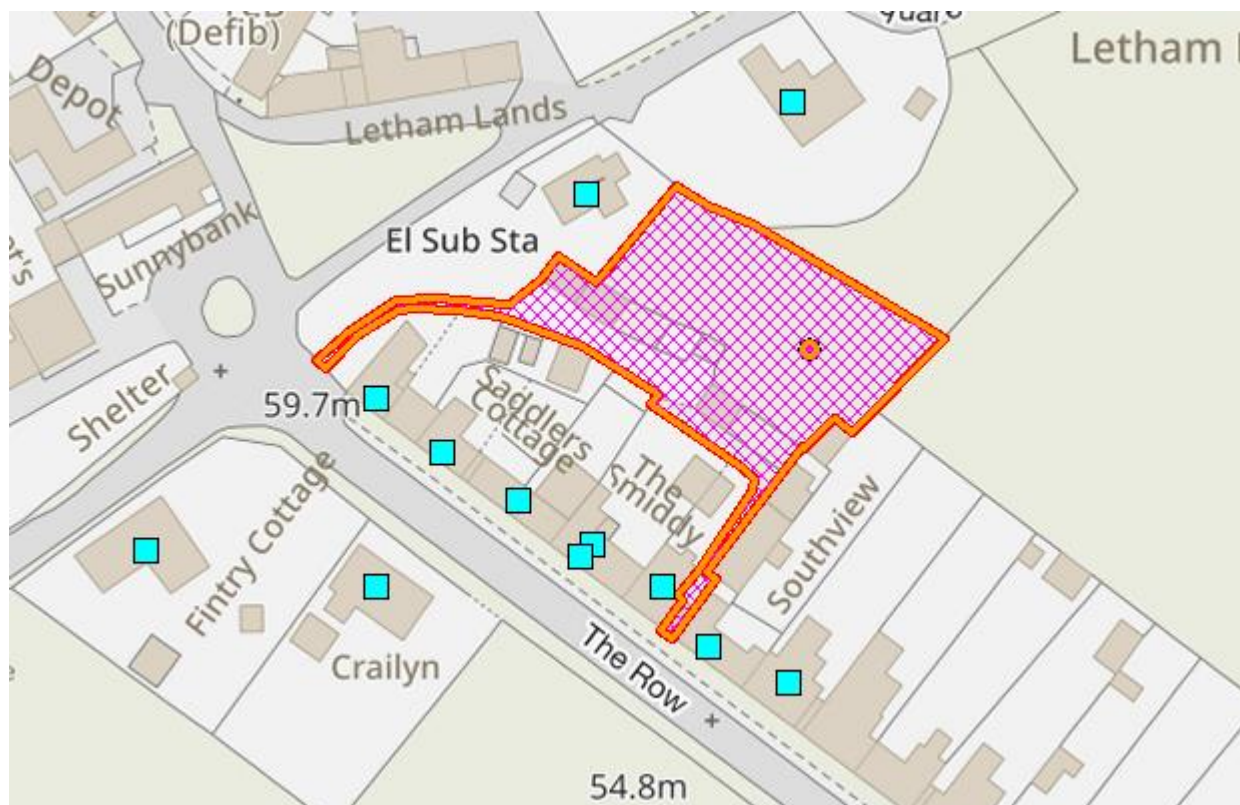 (Defib)
Letham
Depot
Letham Lands
Sunnybank
El Sub Sta
Shelter
59.7m
Saddlers
Cottage
The
Smiddy
Southview
Fintry Cottage
Crailyn
The Row
54.8m